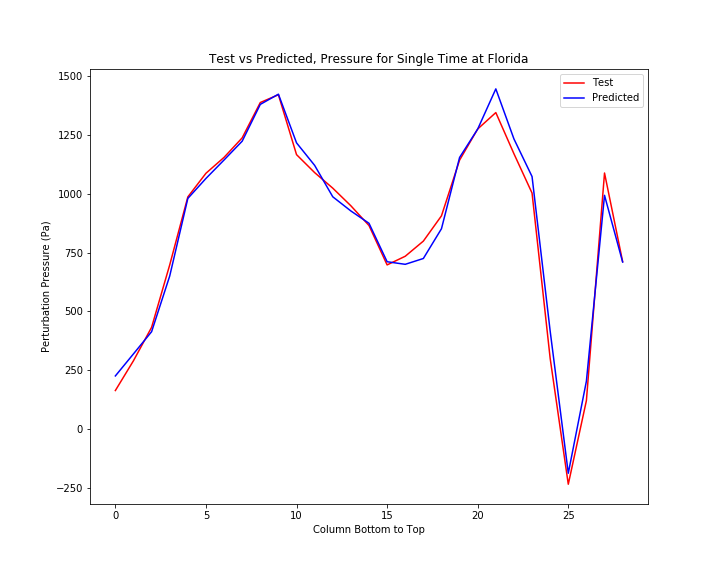 Test vs Predicted, Pressure for Single Time at Florida
Test
Predicted
1500
1250
1000
750
500
250
0
−250
Perturbation Pressure (Pa)
0 5 10 15 20 25
Column Bottom to Top